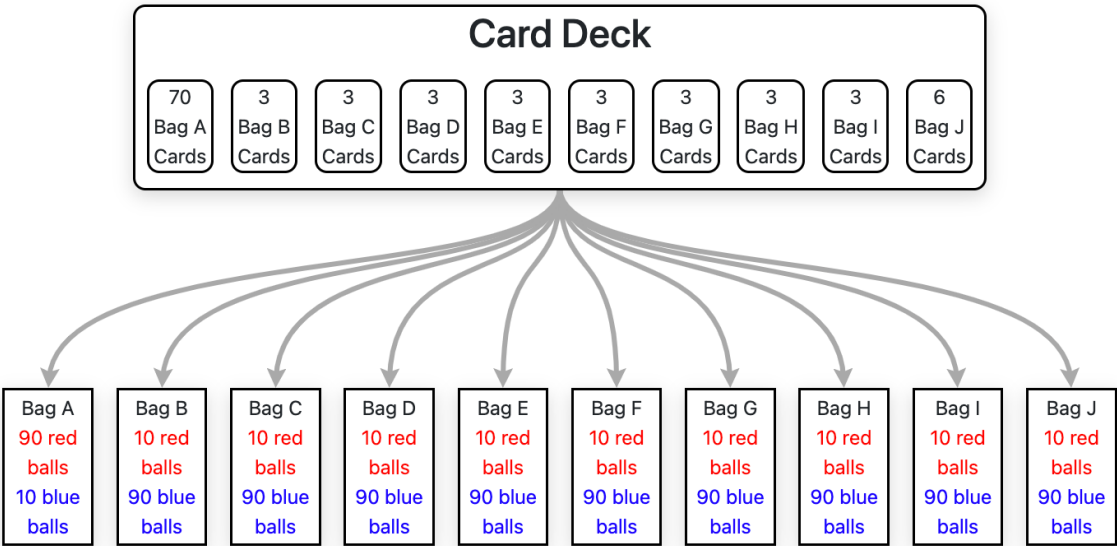 Card Deck
70
Bag A
Cards
3
Bag B
Cards
3
Bag C
Cards
3
Bag D
Cards
3
Bag E
Cards
3
Bag F
Cards
3
Bag G
Cards
3
Bag H
Cards
3
Bag I
Cards
6
Bag J
Cards
Bag A
90 red
balls
10 blue
balls
Bag B
10 red
balls
90 blue
balls
Bag C
10 red
balls
90 blue
balls
Bag D
10 red
balls
90 blue
balls
Bag E
10 red
balls
90 blue
balls
Bag F
10 red
balls
90 blue
balls
Bag G
10 red
balls
90 blue
balls
Bag H
10 red
balls
90 blue
balls
Bag I
10 red
balls
90 blue
balls
Bag J
10 red
balls
90 blue
balls